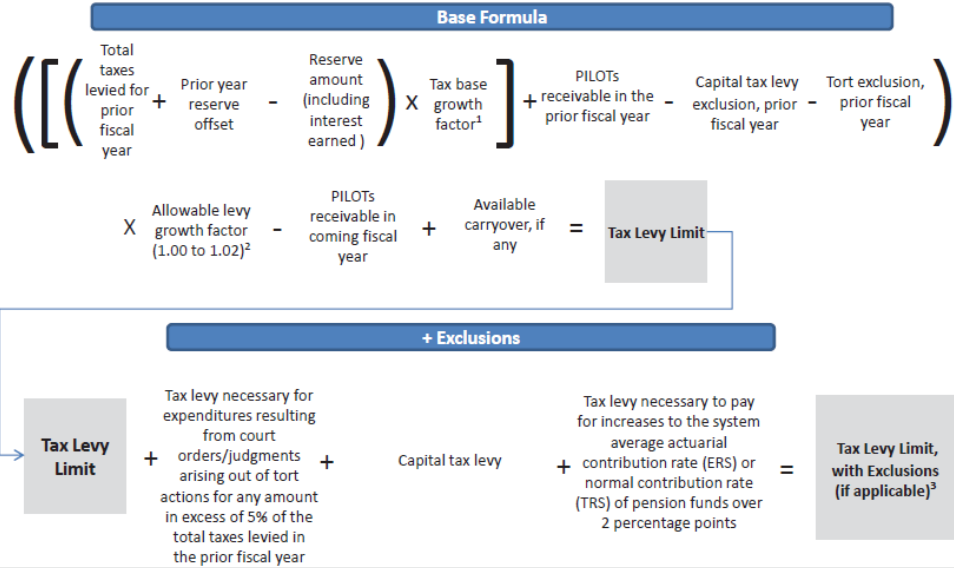 Base Formula
( [ ( Total
taxes
levied for
prior
fiscal
year
+
Prior year
reserve
offset
-
Reserve
amount
(including
interest
earned )
)
X
Tax base
growth
factor¹
]
+
PILOTs
receivable in the
prior fiscal year
-
Capital tax levy
exclusion, prior
fiscal year
-
Tort exclusion,
prior fiscal
year
)
X
Allowable levy
growth factor
(1.00 to 1.02)²
-
PILOTs
receivable in
coming fiscal
year
+
Available
carryover, if
any
=
Tax Levy Limit
+ Exclusions
Tax Levy
Limit
+
Tax levy necessary for
expenditures resulting
from court
orders/judgments
arising out of tort
actions for any amount
in excess of 5% of the
total taxes levied in
the prior fiscal year
+
Capital tax levy
+
Tax levy necessary to pay
for increases to the system
average actuarial
contribution rate (ERS) or
normal contribution rate
(TRS) of pension funds over
2 percentage points
=
Tax Levy Limit,
with Exclusions
(if applicable)³